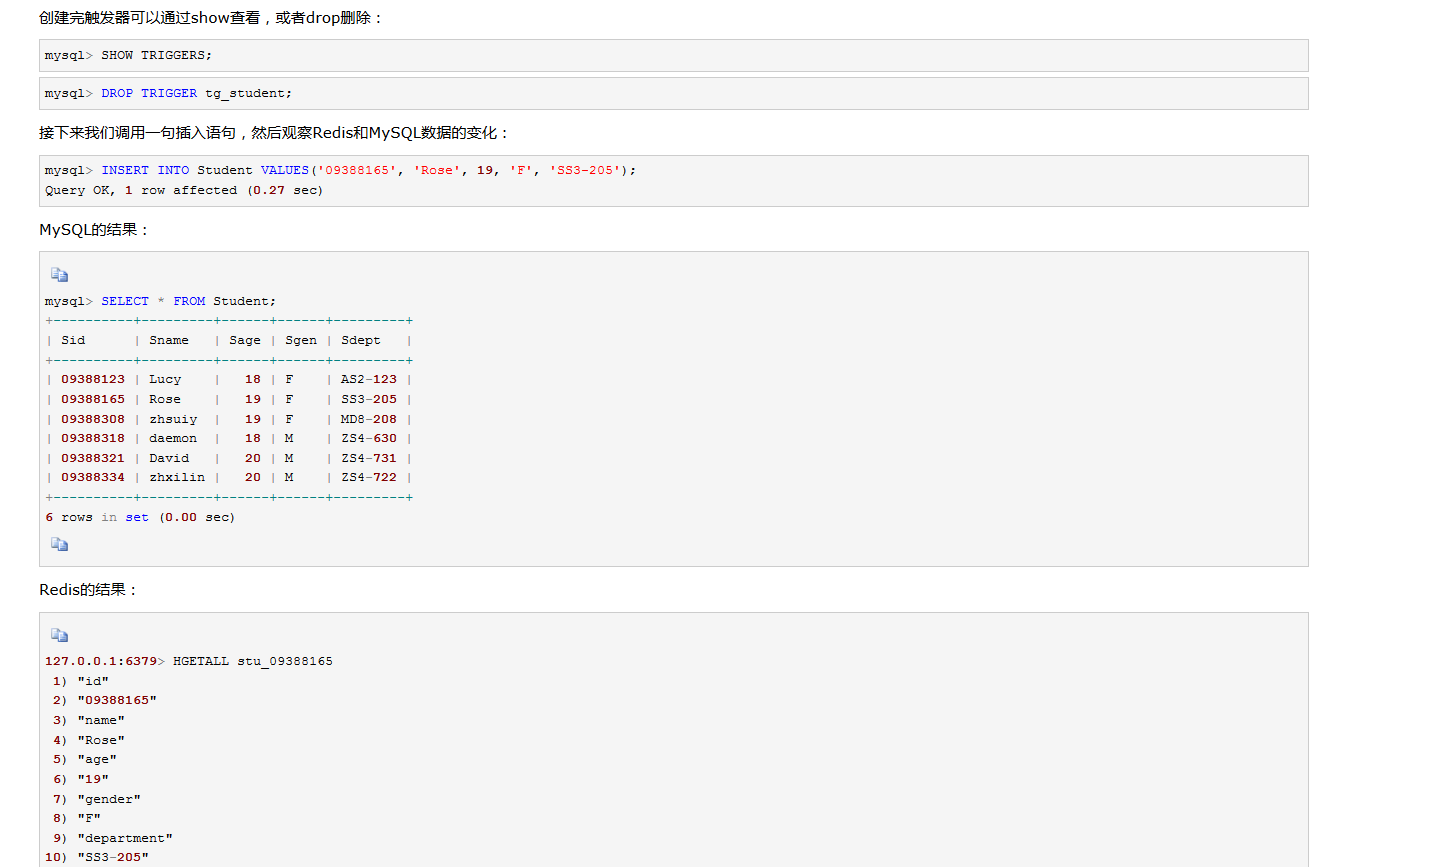 创建完触发器可以通过show查看，或者drop删除：
mysql> SHOW TRIGGERS;
mysql> DROP TRIGGER tg_student;
接下来我们调用一句插入语句，然后观察Redis和MySQL数据的变化：
mysql> INSERT INTO Student VALUES('09388165', 'Rose', 19, 'F', 'SS3-205');
Query OK, 1 row affected (0.27 sec)
MySQL的结果：
mysql> SELECT * FROM Student;
+----------+---------+------+------+---------+
| Sid      | Sname   | Sage | Sgen | Sdept   |
+----------+---------+------+------+---------+
| 09388123 | Lucy    |   18 | F    | AS2-123 |
| 09388165 | Rose    |   19 | F    | SS3-205 |
| 09388308 | zhsuiy  |   19 | F    | MD8-208 |
| 09388318 | daemon  |   18 | M    | ZS4-630 |
| 09388321 | David   |   20 | M    | ZS4-731 |
| 09388334 | zhxilin |   20 | M    | ZS4-722 |
+----------+---------+------+------+---------+
6 rows in set (0.00 sec)
Redis的结果：
127.0.0.1:6379> HGETALL stu_09388165
1) "id"
2) "09388165"
3) "name"
4) "Rose"
5) "age"
6) "19"
7) "gender"
8) "F"
9) "department"
10) "SS3-205"